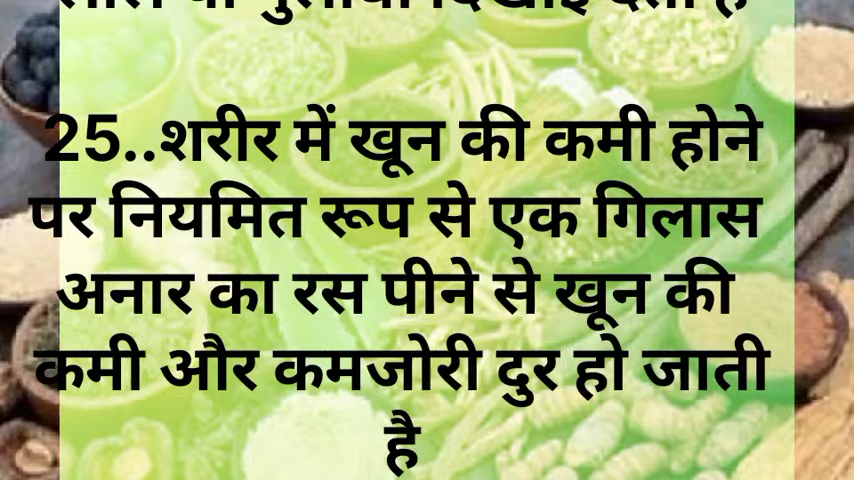 25..शरीर में खून की कमी होने
पर नियमित रूप से एक गिलास
अनार का रस पीने से खून की
कमी और कमजोरी दुर हो जाती
है